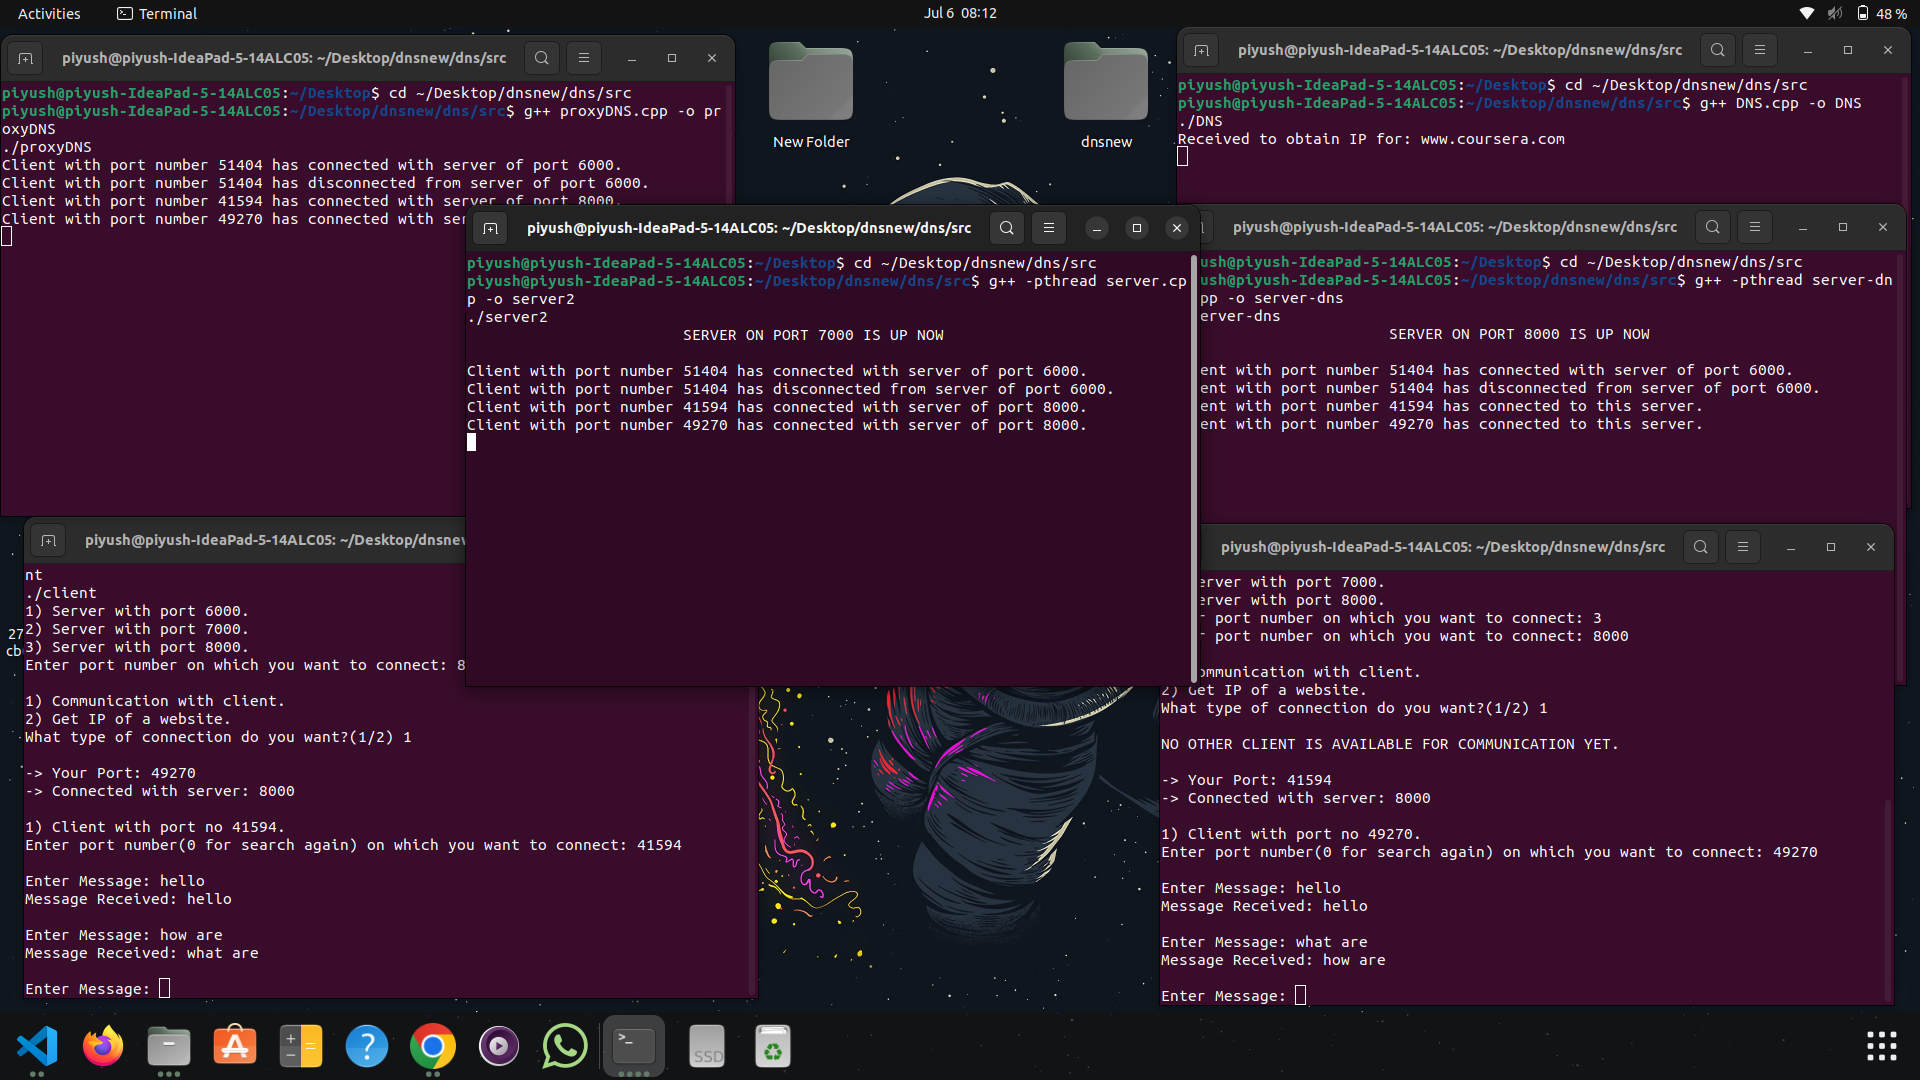 Activities
Terminal
Jul 6 08:12
48 %
piyush@piyush-IdeaPad-5-14ALC05: ~/Desktop/dnsnew/dns/src
piyush@piyush-IdeaPad-5-14ALC05:~/Desktop$ cd ~/Desktop/dnsnew/dns/src
piyush@piyush-IdeaPad-5-14ALC05:~/Desktop/dnsnew/dns/src$ g++ proxyDNS.cpp -o pr
oxyDNS
./proxyDNS
Client with port number 51404 has connected with server of port 6000.
Client with port number 51404 has disconnected from server of port 6000.
Client with port number 41594 has connected with server of port 8000.
Client with port number 49270 has connected with se
New Folder
dnsnew
piyush@piyush-IdeaPad-5-14ALC05: ~/Desktop/dnsnew/dns/src
piyush@piyush-IdeaPad-5-14ALC05:~/Desktop$ cd ~/Desktop/dnsnew/dns/src
piyush@piyush-IdeaPad-5-14ALC05:~/Desktop/dnsnew/dns/src$ g++ DNS.cpp -o DNS
./DNS
Received to obtain IP for: www.coursera.com
piyush@piyush-IdeaPad-5-14ALC05: ~/Desktop/dnsnew/dns/src
piyush@piyush-IdeaPad-5-14ALC05:~/Desktop$ cd ~/Desktop/dnsnew/dns/src
piyush@piyush-IdeaPad-5-14ALC05:~/Desktop/dnsnew/dns/src$ g++ -pthread server.cp
p -o server2
./server2
SERVER ON PORT 7000 IS UP NOW
Client with port number 51404 has connected with server of port 6000.
Client with port number 51404 has disconnected from server of port 6000.
Client with port number 41594 has connected with server of port 8000.
Client with port number 49270 has connected with server of port 8000.
piyush@piyush-IdeaPad-5-14ALC05: ~/Desktop/dnsnew/dns/src
ush@piyush-IdeaPad-5-14ALC05:~/Desktop$ cd ~/Desktop/dnsnew/dns/src
ush@piyush-IdeaPad-5-14ALC05:~/Desktop/dnsnew/dns/src$ g++ -pthread server-dn
pp -o server-dns
erver-dns
SERVER ON PORT 8000 IS UP NOW
ent with port number 51404 has connected with server of port 6000.
ent with port number 51404 has disconnected from server of port 6000.
ent with port number 41594 has connected to this server.
ent with port number 49270 has connected to this server.
27
cb
piyush@piyush-IdeaPad-5-14ALC05: ~/Desktop/dnsnew
nt
./client
1) Server with port 6000.
2) Server with port 7000.
3) Server with port 8000.
Enter port number on which you want to connect: 8
1) Communication with client.
2) Get IP of a website.
What type of connection do you want?(1/2) 1
-> Your Port: 49270
-> Connected with server: 8000
1) Client with port no 41594.
Enter port number(0 for search again) on which you want to connect: 41594
Enter Message: hello
Message Received: hello
Enter Message: how are
Message Received: what are
Enter Message:
piyush@piyush-IdeaPad-5-14ALC05: ~/Desktop/dnsnew/dns/src
erver with port 7000.
erver with port 8000.
port number on which you want to connect: 3
port number on which you want to connect: 8000
ommunication with client.
2) Get IP of a website.
What type of connection do you want?(1/2) 1
NO OTHER CLIENT IS AVAILABLE FOR COMMUNICATION YET.
-> Your Port: 41594
-> Connected with server: 8000
1) Client with port no 49270.
Enter port number(0 for search again) on which you want to connect: 49270
Enter Message: hello
Message Received: hello
Enter Message: what are
Message Received: how are
Enter Message:
SSD